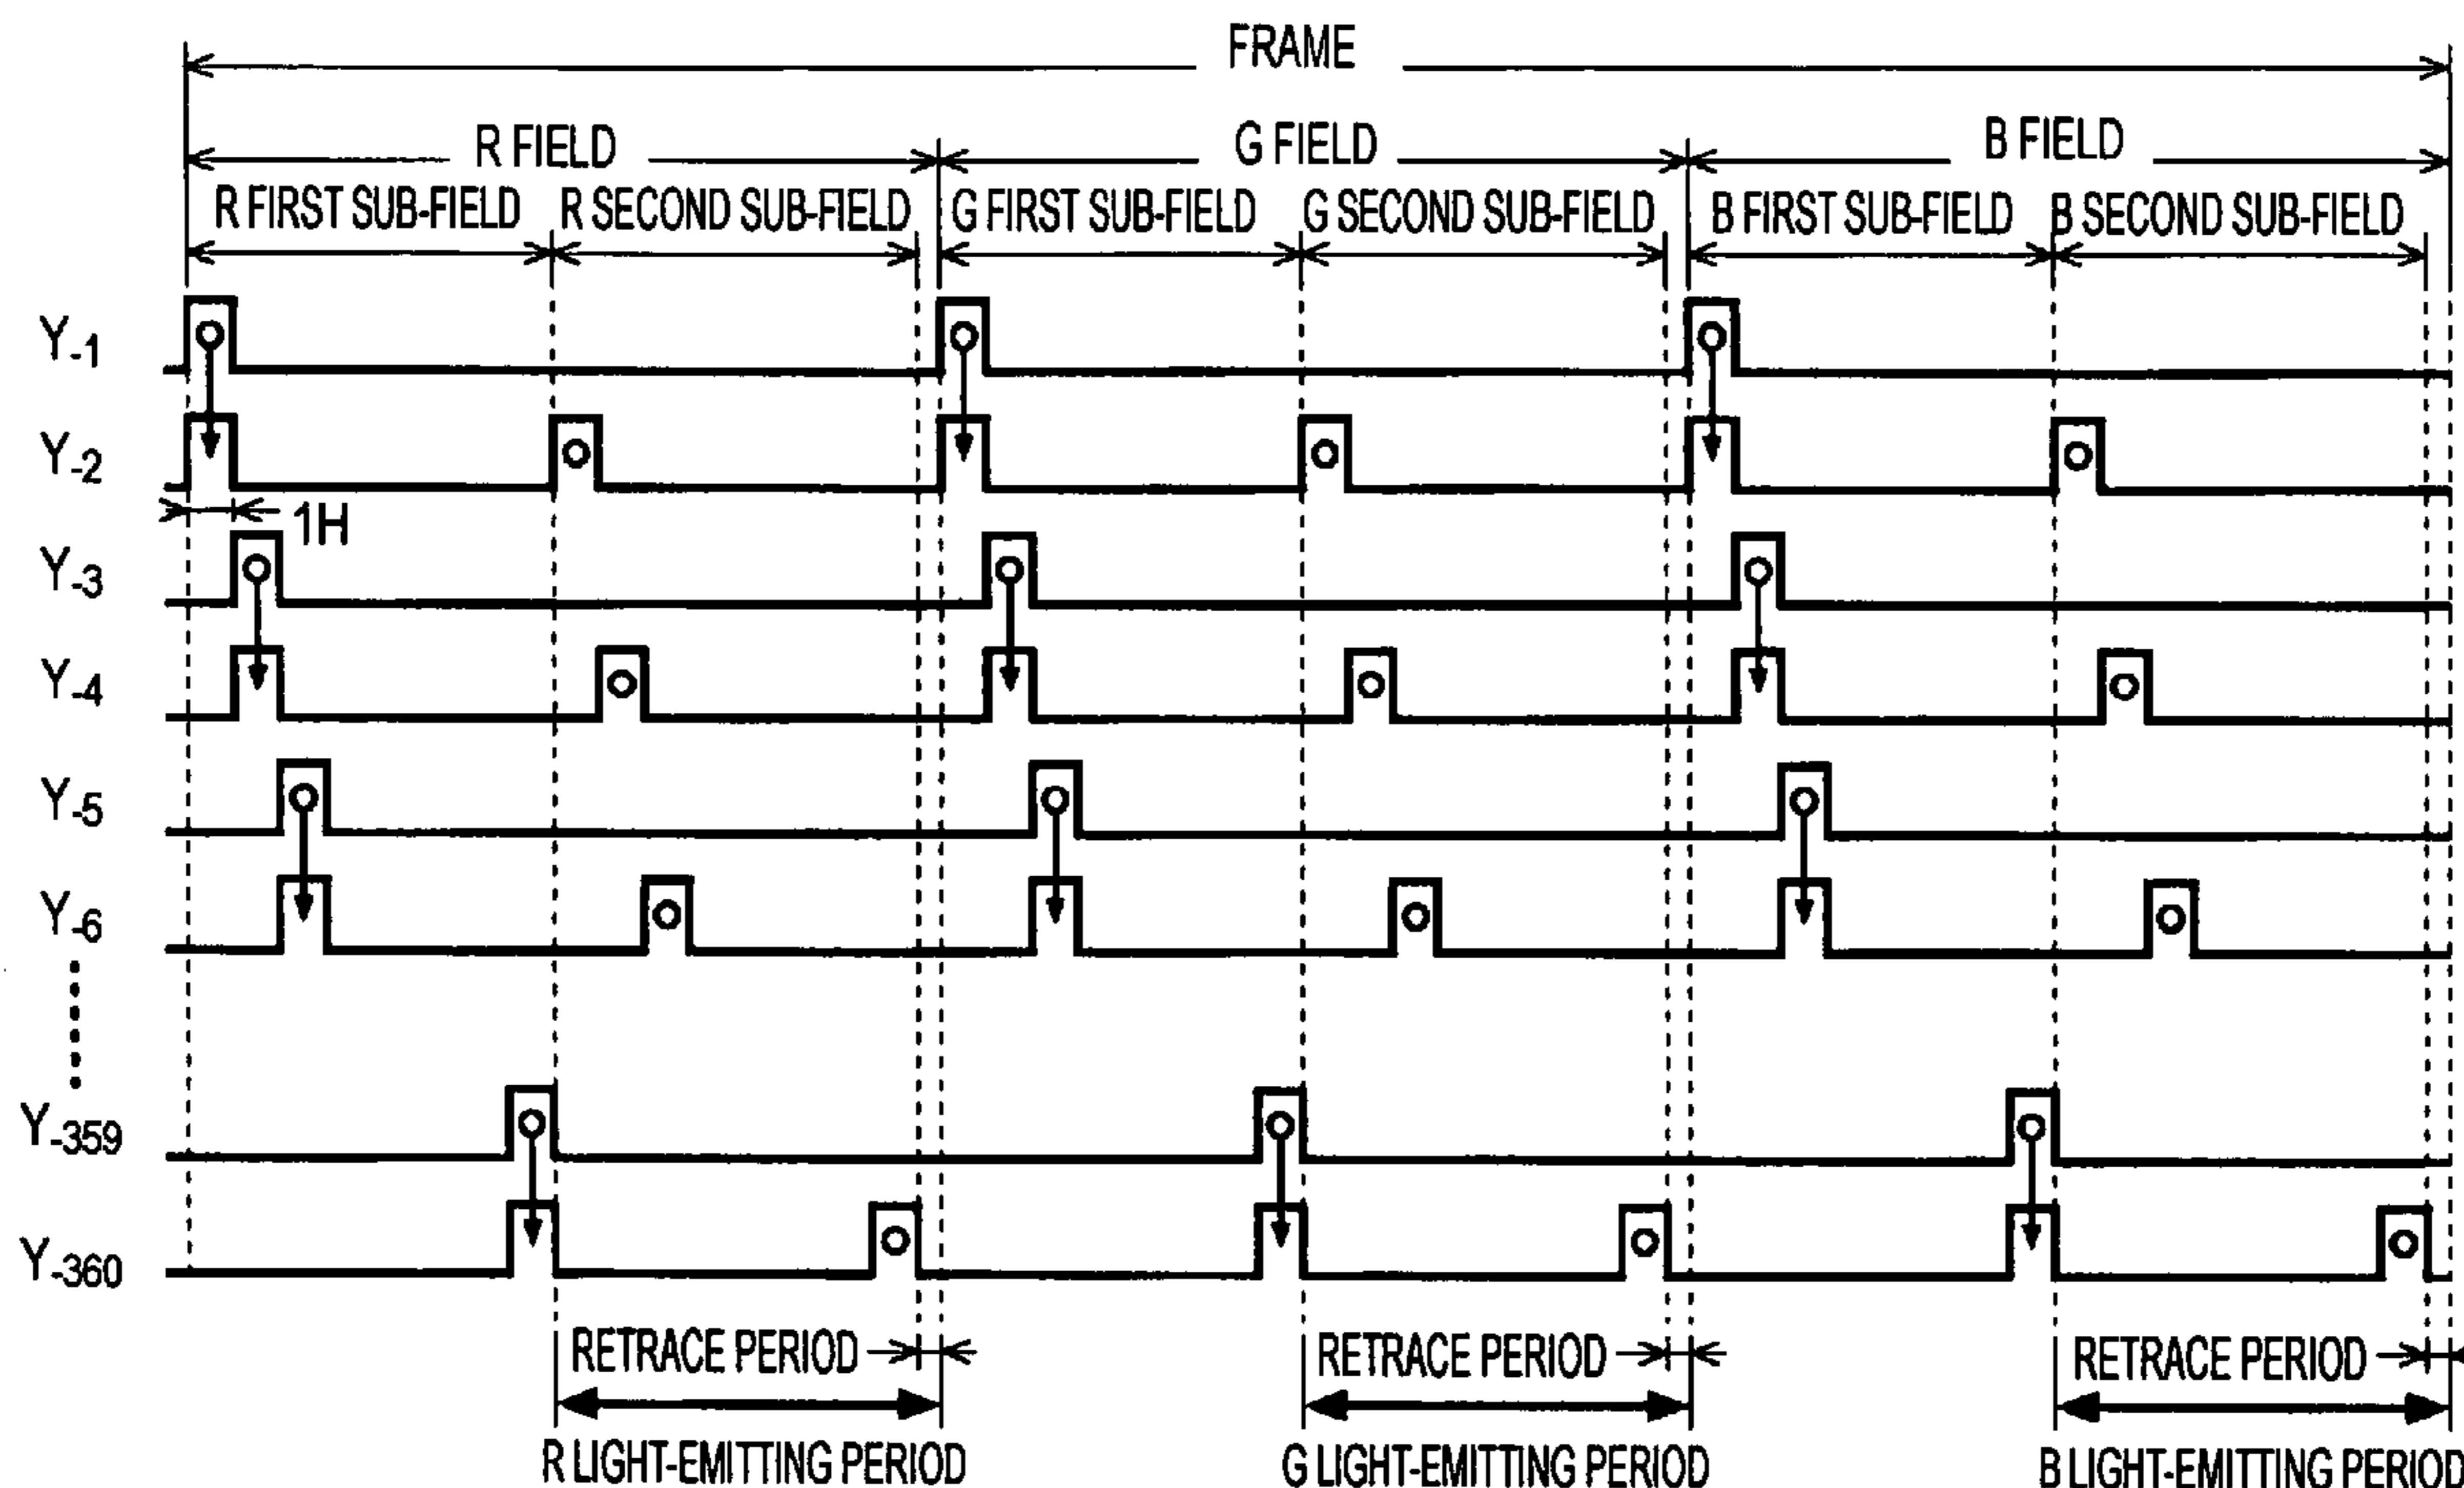 FRAME
R FIELD G FIELD B FIELD
R FIRST SUB-FIELD R SECOND SUB-FIELD G FIRST SUB-FIELD G SECOND SUB-FIELD B FIRST SUB-FIELD B SECOND SUB-FIELD
Y-1
Y-2
1H
Y-3
Y-4
Y-5
Y-6
Y-359
Y-360
RETRACE PERIOD RETRACE PERIOD RETRACE PERIOD
R LIGHT-EMITTING PERIOD G LIGHT-EMITTING PERIOD B LIGHT-EMITTING PERIOD